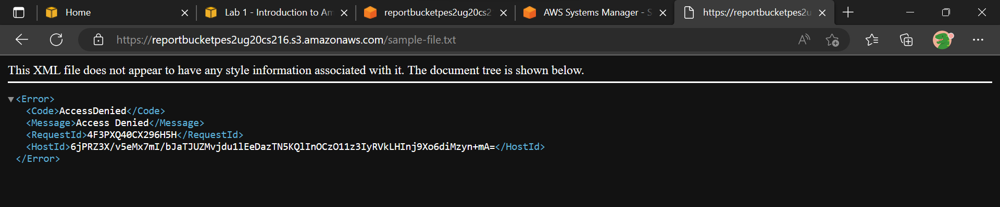 Home
Lab 1 - Introduction to Am
reportbucketpes2ug20cs2
AWS Systems Manager - S
https://reportbucketpes2u
https://reportbucketpes2ug20cs216.s3.amazonaws.com/sample-file.txt
This XML file does not appear to have any style information associated with it. The document tree is shown below.
▼<Error>
<Code>AccessDenied</Code>
<Message>Access Denied</Message>
<RequestId>4F3PXQ40CX296H5H</RequestId>
<HostId>6jPRZ3X/v5eMx7mI/bJaTJUZMvjdu1lEeDazTN5KQlInOCzO11z3IyRVkLHInj9Xo6diMzyn+mA=</HostId>
</Error>